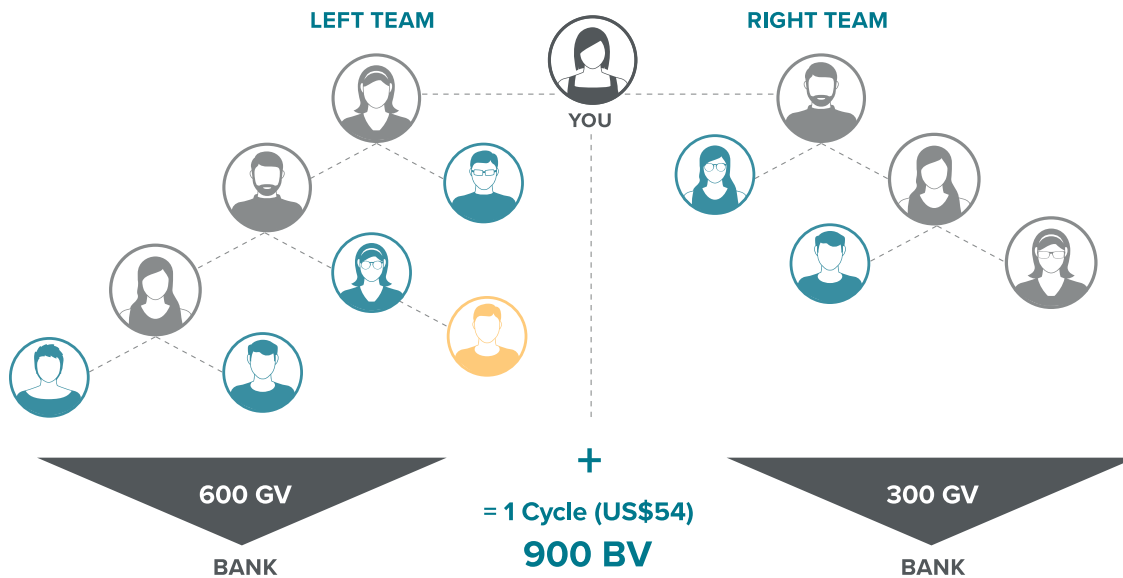 LEFT TEAM
RIGHT TEAM
YOU
600 GV
+
300 GV
= 1 Cycle (US$54)
900 BV
BANK
BANK